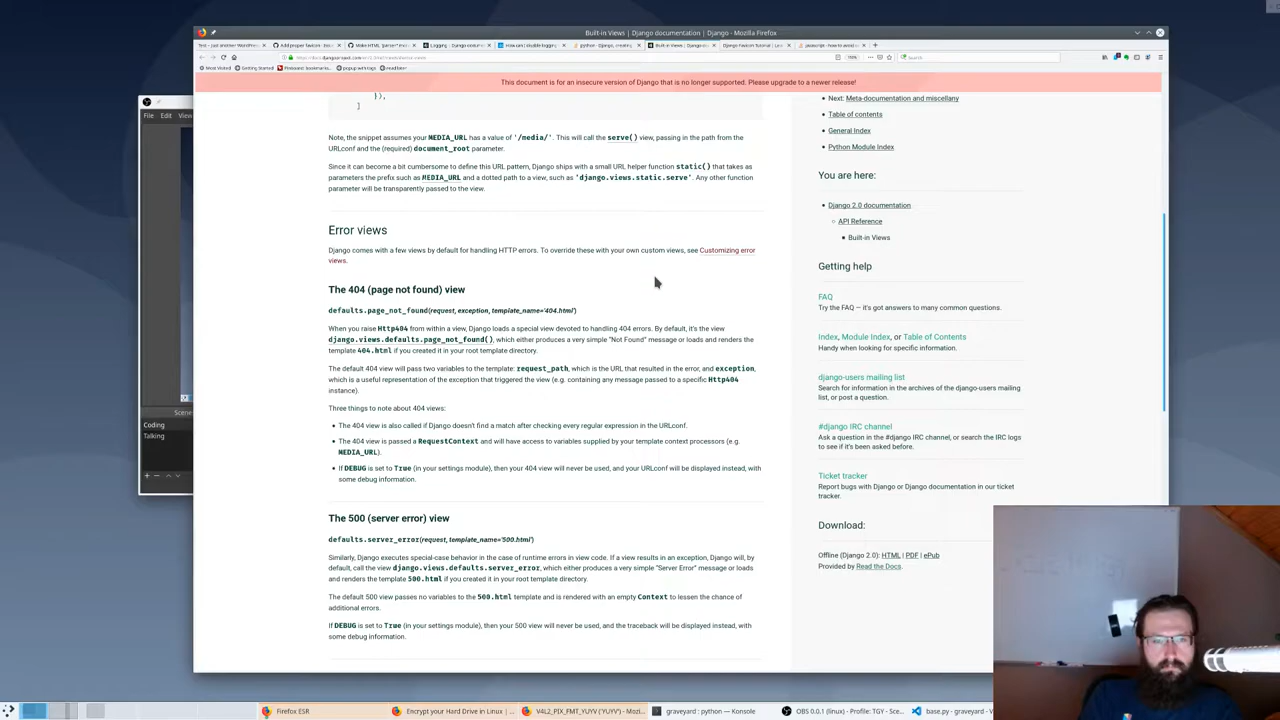 Built-in Views | Django documentation | Django - Mozilla Firefox
This document is for an insecure version of Django that is no longer supported. Please upgrade to a newer release!
File Edit View
Scene
Coding
Talking
}),
]
Note, the snippet assumes your MEDIA_URL has a value of '/media/'. This will call the serve() view, passing in the path from the
URLconf and the (required) document_root parameter.
Since it can become a bit cumbersome to define this URL pattern, Django ships with a small URL helper function static() that takes as
parameters the prefix such as MEDIA_URL and a dotted path to a view, such as 'django.views.static.serve'. Any other function
parameter will be transparently passed to the view.
Error views
Django comes with a few views by default for handling HTTP errors. To override these with your own custom views, see Customizing error
views.
The 404 (page not found) view
defaults.page_not_found(request, exception, template_name='404.html')
When you raise Http404 from within a view, Django loads a special view devoted to handling 404 errors. By default, it's the view
django.views.defaults.page_not_found(), which either produces a very simple "Not Found" message or loads and renders the
template 404.html if you created it in your root template directory.
The default 404 view will pass two variables to the template: request_path, which is the URL that resulted in the error, and exception,
which is a useful representation of the exception that triggered the view (e.g. containing any message passed to a specific Http404
instance).
Three things to note about 404 views:
• The 404 view is also called if Django doesn't find a match after checking every regular expression in the URLconf.
• The 404 view is passed a RequestContext and will have access to variables supplied by your template context processors (e.g.
MEDIA_URL).
• If DEBUG is set to True (in your settings module), then your 404 view will never be used, and your URLconf will be displayed instead, with
some debug information.
The 500 (server error) view
defaults.server_error(request, template_name='500.html')
Similarly, Django executes special-case behavior in the case of runtime errors in view code. If a view results in an exception, Django will, by
default, call the view django.views.defaults.server_error, which either produces a very simple "Server Error" message or loads
and renders the template 500.html if you created it in your root template directory.
The default 500 view passes no variables to the 500.html template and is rendered with an empty Context to lessen the chance of
additional errors.
If DEBUG is set to True (in your settings module), then your 500 view will never be used, and the traceback will be displayed instead, with
some debug information.
Next: Meta-documentation and miscellany
Table of contents
General Index
Python Module Index
You are here:
Django 2.0 documentation
API Reference
Built-in Views
Getting help
FAQ
Try the FAQ — it's got answers to many common questions.
Index, Module Index, or Table of Contents
Handy when looking for specific information.
django-users mailing list
Search for information in the archives of the django-users mailing
list, or post a question.
#django IRC channel
Ask a question in the #django IRC channel, or search the IRC logs
to see if it's been asked before.
Ticket tracker
Report bugs with Django or Django documentation in our ticket
tracker.
Download:
Offline (Django 2.0): HTML | PDF | ePub
Provided by Read the Docs.
Firefox ESR
Encrypt your Hard Drive in Linux | ...
V4L2_PIX_FMT_YUYV ('YUYV') - Mozi...
graveyard : python — Konsole
OBS 0.0.1 (linux) - Profile: TGY - Sce...
base.py - graveyard - V